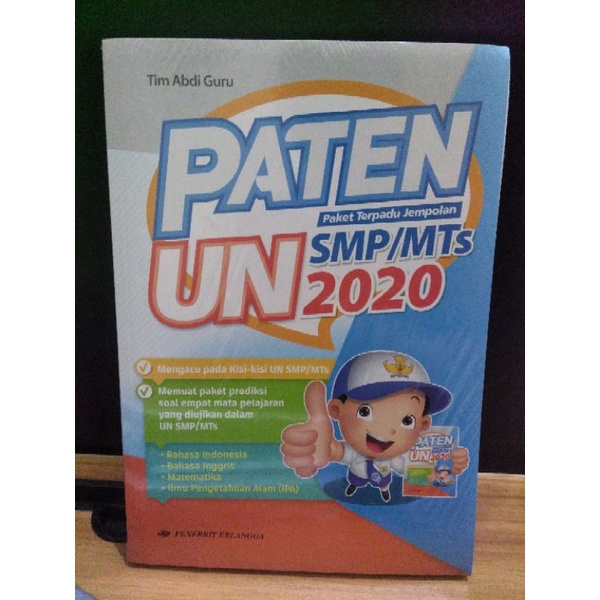 Tim Abdi Guru
PATEN
Paket Terpadu Jempolan
UN SMP/MTs
2020
Mengacu pada Kisi-kisi UN SMP/MTs
Memuat paket prediksi
soal empat mata pelajaran
yang diujikan dalam
UN SMP/MTs
• Bahasa Indonesia
• Bahasa Inggris
• Matematika
• Ilmu Pengetahuan Alam (IPA)
PATEN
UN
2020
PENERBIT ERLANGGA